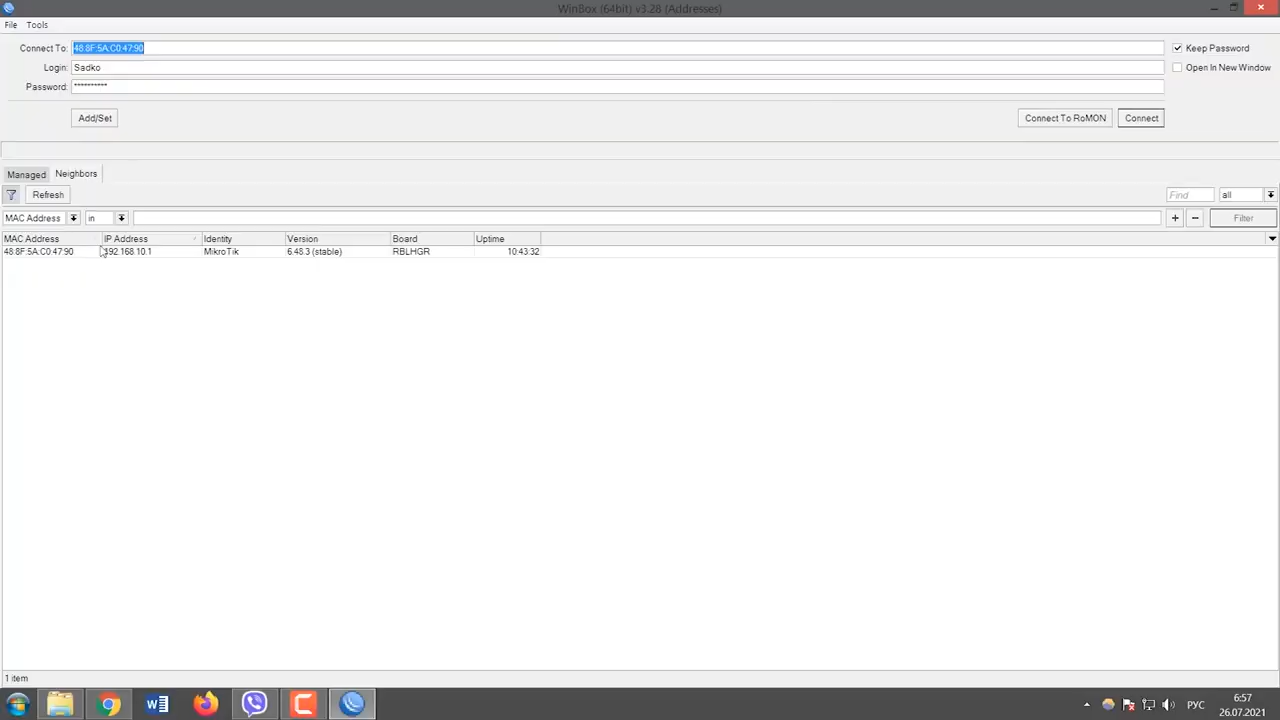 WinBox (64bit) v3.28 (Addresses)
File Tools
Connect To: 48:8F:5A:C0:47:90 Keep Password
Login: Sadko Open In New Window
Password: **********
Add/Set Connect To RoMON Connect
Managed Neighbors
Refresh Find all
MAC Address in Filter
MAC Address IP Address Identity Version Board Uptime
48:8F:5A:C0:47:90 192.168.10.1 MikroTik 6.48.3 (stable) RBLHGR 10:43:32
1 item
6:57
РУС
26.07.2021